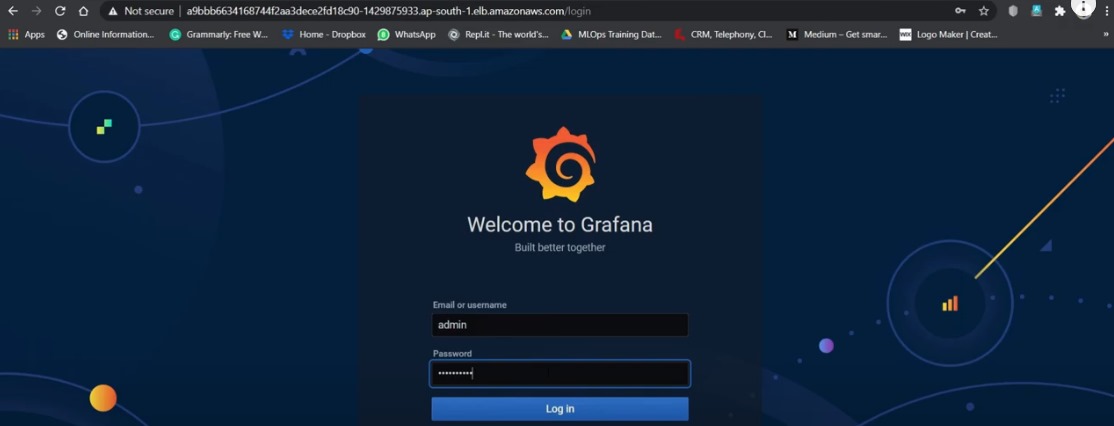 Not secure | a9bbb6634168744f2aa3dece2fd18c90-1429875933.ap-south-1.elb.amazonaws.com/login
Apps Online Information... Grammarly: Free W... Home - Dropbox WhatsApp Repl.it - The world's... MLOps Training Dat... CRM, Telephony, Cl... Medium – Get smar... Logo Maker | Creat... »
Welcome to Grafana
Built better together
Email or username
admin
Password
••••••••••
Log in